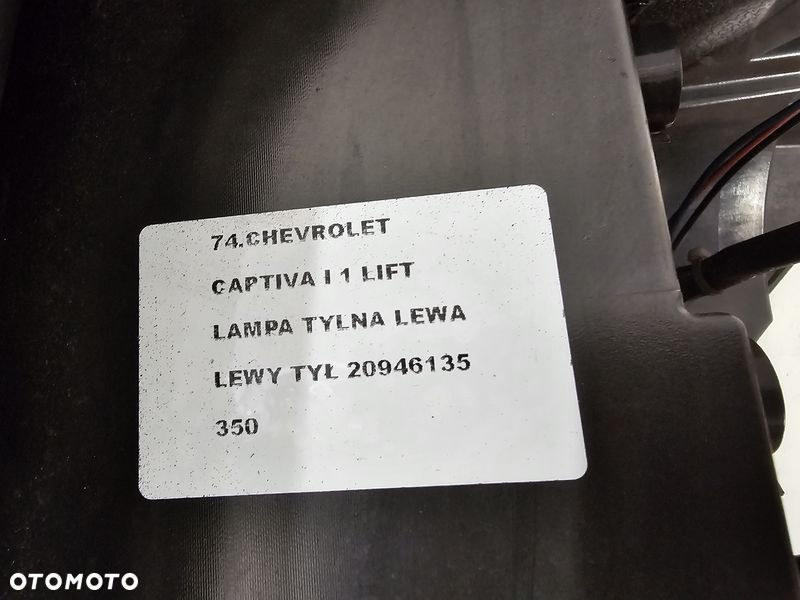 74.CHEVROLET
CAPTIVA I 1 LIFT
LAMPA TYLNA LEWA
LEWY TYŁ 20946135
350
OTOMOTO